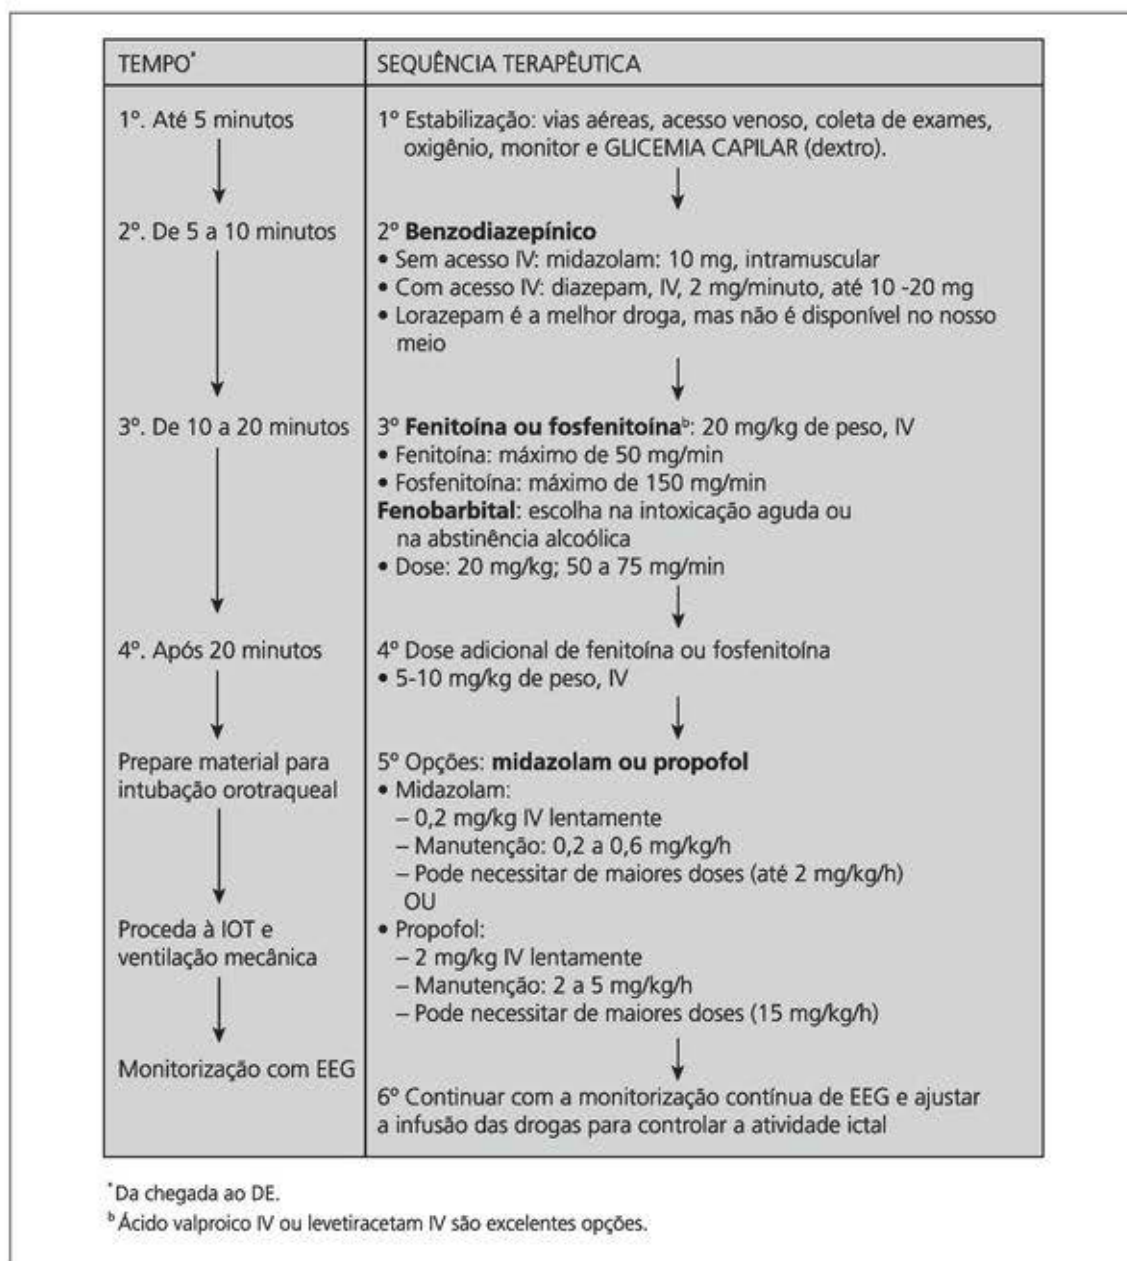 TEMPO*
SEQUÊNCIA TERAPÊUTICA
1º. Até 5 minutos
1º Estabilização: vias aéreas, acesso venoso, coleta de exames,
oxigênio, monitor e GLICEMIA CAPILAR (dextro).
2º. De 5 a 10 minutos
2º Benzodiazepínico
• Sem acesso IV: midazolam: 10 mg, intramuscular
• Com acesso IV: diazepam, IV, 2 mg/minuto, até 10 -20 mg
• Lorazepam é a melhor droga, mas não é disponível no nosso
meio
3º. De 10 a 20 minutos
3º Fenitoína ou fosfenitoínaᵇ: 20 mg/kg de peso, IV
• Fenitoína: máximo de 50 mg/min
• Fosfenitoína: máximo de 150 mg/min
Fenobarbital: escolha na intoxicação aguda ou
na abstinência alcoólica
• Dose: 20 mg/kg; 50 a 75 mg/min
4º. Após 20 minutos
4º Dose adicional de fenitoína ou fosfenitoína
• 5-10 mg/kg de peso, IV
Prepare material para
intubação orotraqueal
5º Opções: midazolam ou propofol
• Midazolam:
– 0,2 mg/kg IV lentamente
– Manutenção: 0,2 a 0,6 mg/kg/h
– Pode necessitar de maiores doses (até 2 mg/kg/h)
OU
Proceda à IOT e
ventilação mecânica
• Propofol:
– 2 mg/kg IV lentamente
– Manutenção: 2 a 5 mg/kg/h
– Pode necessitar de maiores doses (15 mg/kg/h)
Monitorização com EEG
6º Continuar com a monitorização contínua de EEG e ajustar
a infusão das drogas para controlar a atividade ictal
*Da chegada ao DE.
ᵇ Ácido valproico IV ou levetiracetam IV são excelentes opções.